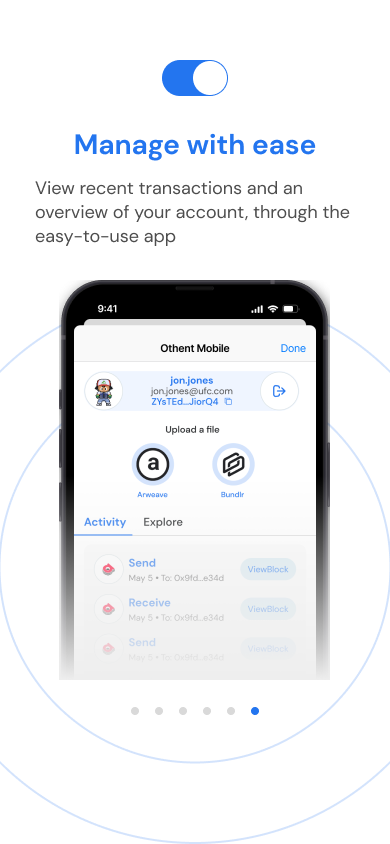 Manage with ease
View recent transactions and an
overview of your account, through the
easy-to-use app
9:41
Othent Mobile
Done
jon.jones
jon.jones@ufc.com
ZYsTEd...JiorQ4
Upload a file
a
Arweave
Bundlr
Activity
Explore
Send
May 5 • To: 0x9fd...e34d
ViewBlock
Receive
May 5 • To: 0x9fd...e34d
ViewBlock
Send
May 5 • To: 0x9fd...e34d
ViewBlock